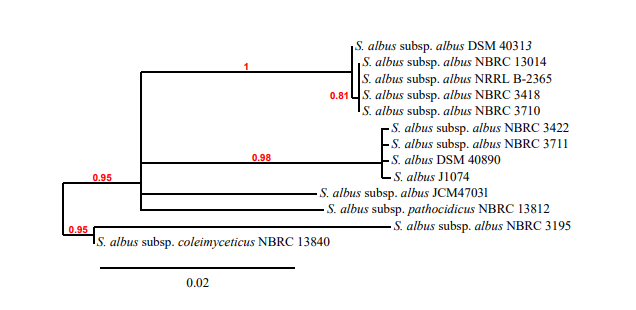 S. albus subsp. albus DSM 40313
S. albus subsp. albus NBRC 13014
1
S. albus subsp. albus NRRL B-2365
0.81
S. albus subsp. albus NBRC 3418
S. albus subsp. albus NBRC 3710
S. albus subsp. albus NBRC 3422
S. albus subsp. albus NBRC 3711
0.98
S. albus DSM 40890
0.95
S. albus J1074
S. albus subsp. albus JCM4703l
S. albus subsp. pathocidicus NBRC 13812
0.95
S. albus subsp. albus NBRC 3195
S. albus subsp. coleimyceticus NBRC 13840
0.02